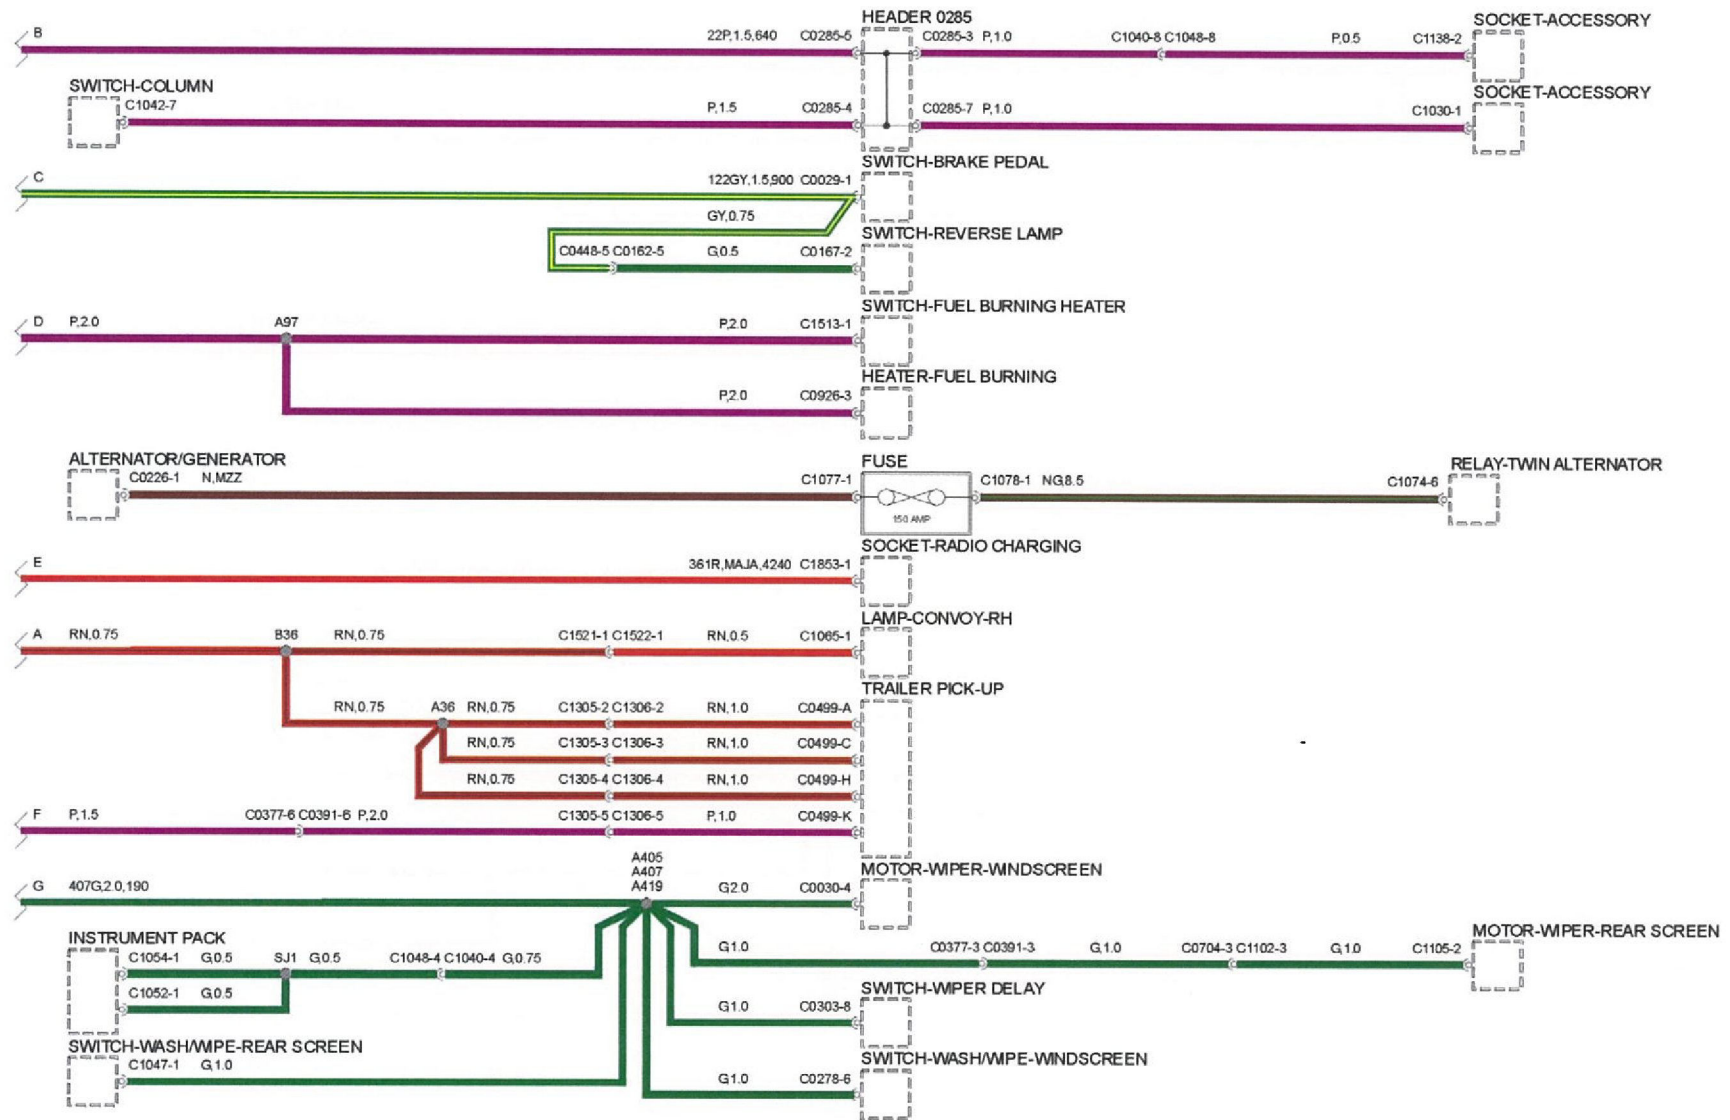 HEADER 0285
SOCKET-ACCESSORY
B
22P,1.5,640 C0285-5
C0285-3 P,1.0
C1040-8 C1048-8
P,0.5
C1138-2
SWITCH-COLUMN
SOCKET-ACCESSORY
C1042-7
P,1.5
C0285-4
C0285-7 P,1.0
C1030-1
SWITCH-BRAKE PEDAL
C
122GY,1.5,900 C0029-1
GY,0.75
SWITCH-REVERSE LAMP
C0448-5 C0162-5
G,0.5
C0167-2
SWITCH-FUEL BURNING HEATER
D
P,2.0
A97
P,2.0
C1513-1
HEATER-FUEL BURNING
P,2.0
C0926-3
ALTERNATOR/GENERATOR
FUSE
RELAY-TWIN ALTERNATOR
C0226-1 N,MZZ
C1077-1
C1078-1 NG8.5
C1074-6
150 AMP
SOCKET-RADIO CHARGING
E
361R,MAJA,4240 C1853-1
LAMP-CONVOY-RH
A
RN,0.75
B36
RN,0.75
C1521-1 C1522-1
RN,0.5
C1065-1
TRAILER PICK-UP
RN,0.75
A36
RN,0.75
C1305-2 C1306-2
RN,1.0
C0499-A
RN,0.75
C1305-3 C1306-3
RN,1.0
C0499-C
RN,0.75
C1305-4 C1306-4
RN,1.0
C0499-H
F
P,1.5
C0377-6 C0391-6 P,2.0
C1305-5 C1306-5
P,1.0
C0499-K
A405
A407
A419
MOTOR-WIPER-WINDSCREEN
G
407G,2.0,190
G2.0
C0030-4
INSTRUMENT PACK
MOTOR-WIPER-REAR SCREEN
C1054-1 G,0.5
SJ1
G,0.5
C1048-4 C1040-4 G,0.75
G1.0
C0377-3 C0391-3
G,1.0
C0704-3 C1102-3
G,1.0
C1105-2
C1052-1 G,0.5
SWITCH-WIPER DELAY
G1.0
C0303-8
SWITCH-WASH/WIPE-REAR SCREEN
SWITCH-WASH/WIPE-WINDSCREEN
C1047-1 G,1.0
G1.0
C0278-6